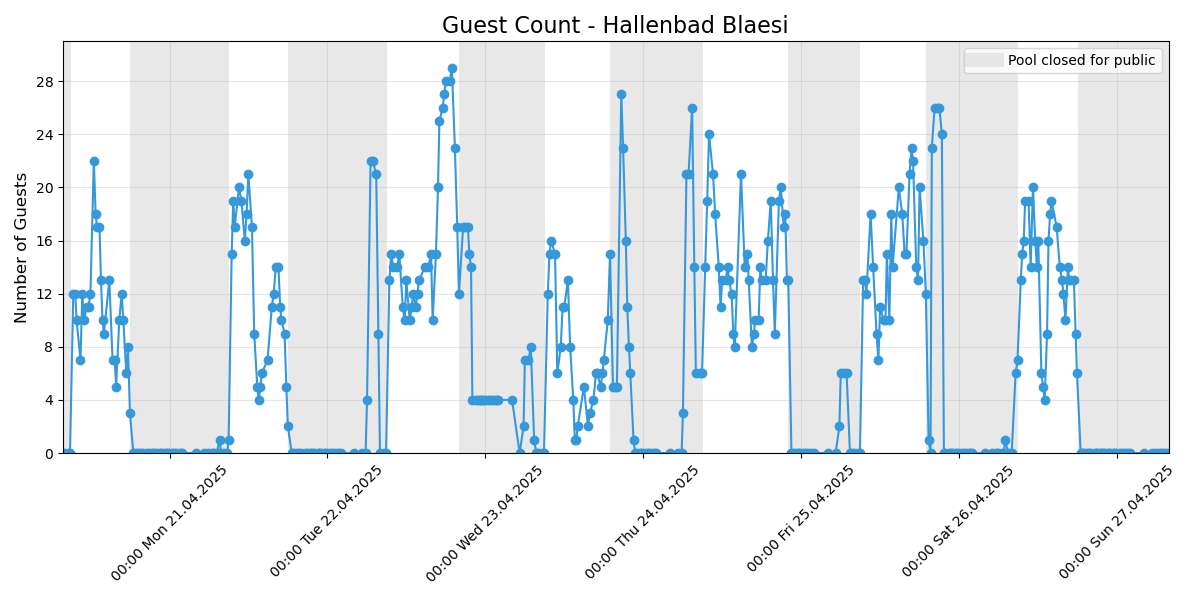 Guest Count - Hallenbad Blaesi
Pool closed for public
Number of Guests
28
24
20
16
12
8
4
0
00:00 Mon 21.04.2025
00:00 Tue 22.04.2025
00:00 Wed 23.04.2025
00:00 Thu 24.04.2025
00:00 Fri 25.04.2025
00:00 Sat 26.04.2025
00:00 Sun 27.04.2025